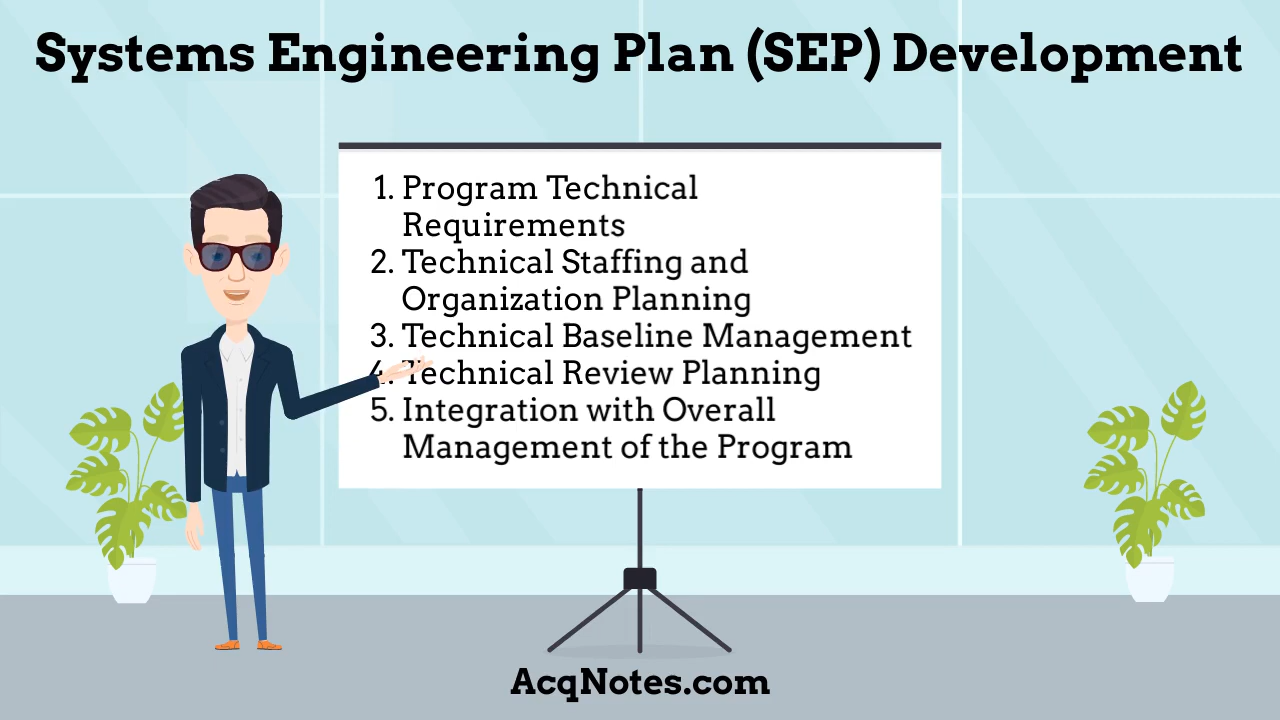 Systems Engineering Plan (SEP) Development
1. Program Technical
Requirements
2. Technical Staffing and
Organization Planning
3. Technical Baseline Management
4. Technical Review Planning
5. Integration with Overall
Management of the Program
AcqNotes.com